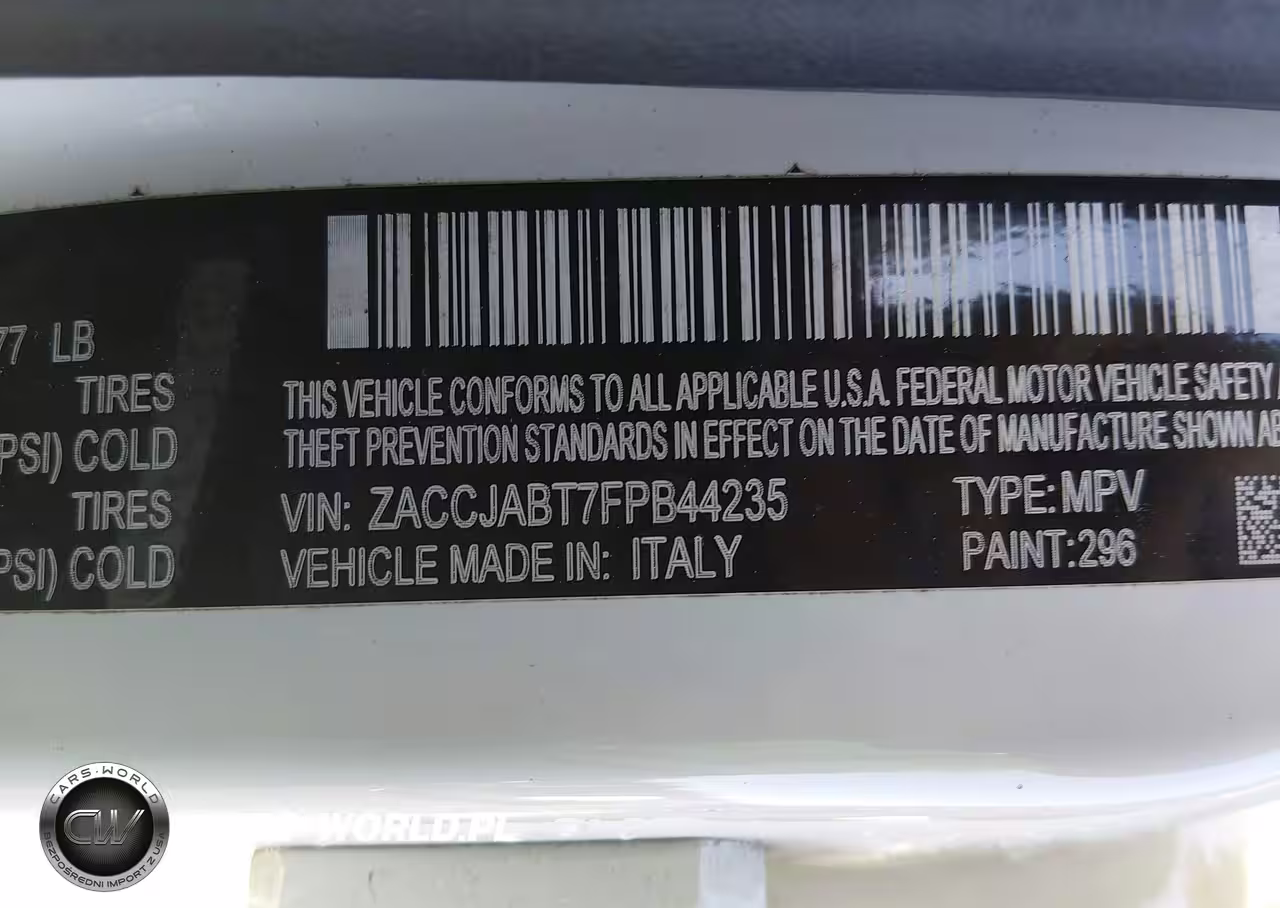 77 LB
TIRES
PSI) COLD
TIRES
PSI) COLD
THIS VEHICLE CONFORMS TO ALL APPLICABLE U.S.A. FEDERAL MOTOR VEHICLE SAFETY
THEFT PREVENTION STANDARDS IN EFFECT ON THE DATE OF MANUFACTURE SHOWN AB
VIN: ZACCJABT7FPB44235 TYPE: MPV
VEHICLE MADE IN: ITALY PAINT: 296
CARS-WORLD
CW
BEZPOŚREDNI IMPORT Z USA
WORLD.PL